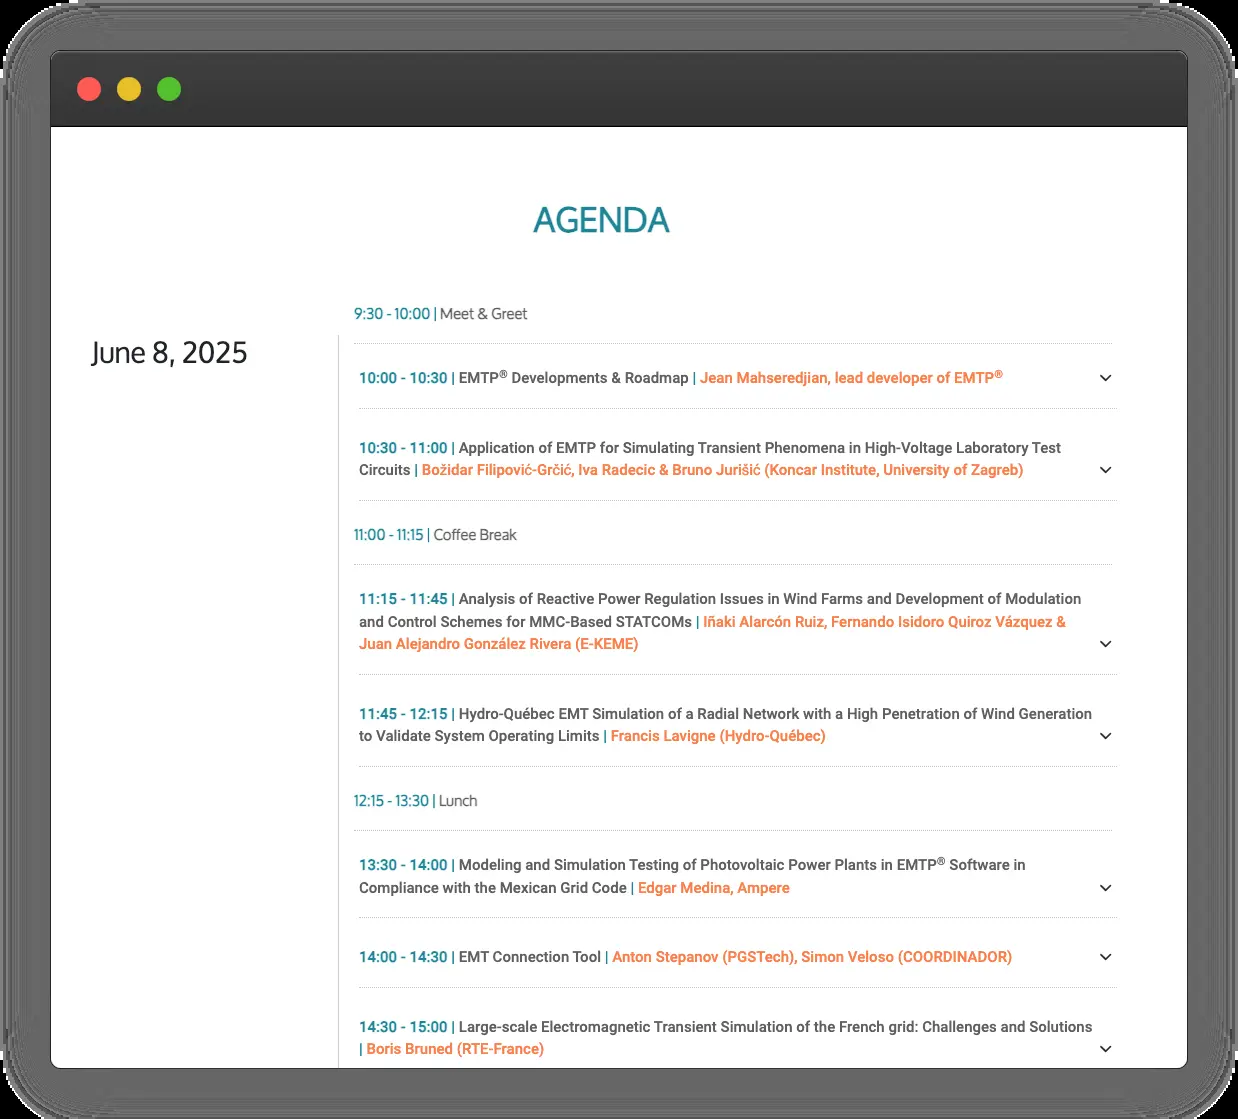 AGENDA
June 8, 2025
9:30 - 10:00 | Meet & Greet
10:00 - 10:30 | EMTP® Developments & Roadmap | Jean Mahseredjian, lead developer of EMTP®
10:30 - 11:00 | Application of EMTP for Simulating Transient Phenomena in High-Voltage Laboratory Test
Circuits | Božidar Filipović-Grčić, Iva Radecic & Bruno Jurišić (Koncar Institute, University of Zagreb)
11:00 - 11:15 | Coffee Break
11:15 - 11:45 | Analysis of Reactive Power Regulation Issues in Wind Farms and Development of Modulation
and Control Schemes for MMC-Based STATCOMs | Iñaki Alarcón Ruiz, Fernando Isidoro Quiroz Vázquez &
Juan Alejandro González Rivera (E-KEME)
11:45 - 12:15 | Hydro-Québec EMT Simulation of a Radial Network with a High Penetration of Wind Generation
to Validate System Operating Limits | Francis Lavigne (Hydro-Québec)
12:15 - 13:30 | Lunch
13:30 - 14:00 | Modeling and Simulation Testing of Photovoltaic Power Plants in EMTP® Software in
Compliance with the Mexican Grid Code | Edgar Medina, Ampere
14:00 - 14:30 | EMT Connection Tool | Anton Stepanov (PGSTech), Simon Veloso (COORDINADOR)
14:30 - 15:00 | Large-scale Electromagnetic Transient Simulation of the French grid: Challenges and Solutions
| Boris Bruned (RTE-France)